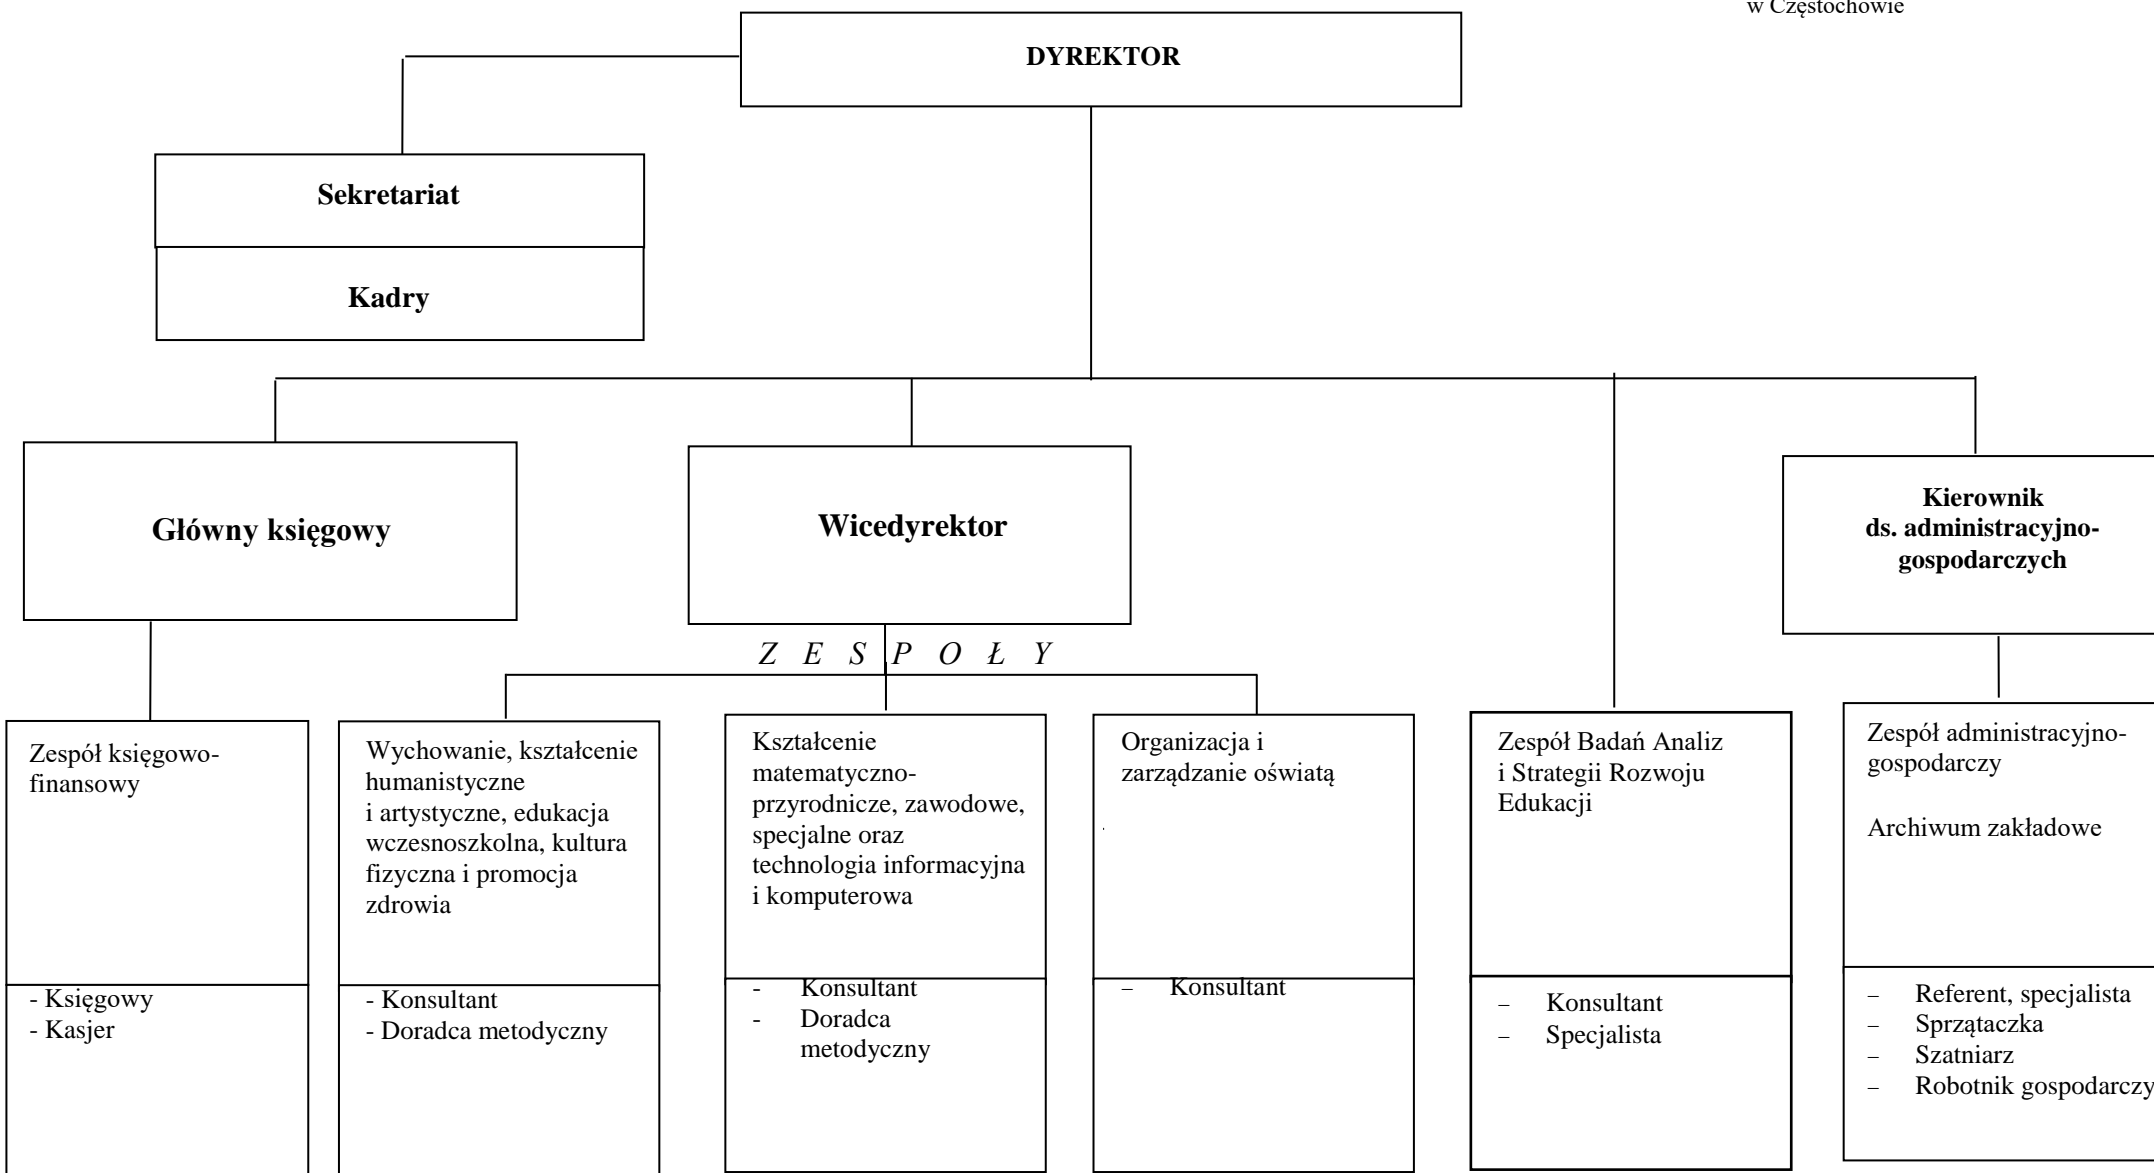 w Częstochowie
DYREKTOR
Sekretariat
Kadry
Główny księgowy
Wicedyrektor
Kierownik
ds. administracyjno-
gospodarczych
Z E S P O Ł Y
Zespół księgowo-
finansowy
- Księgowy
- Kasjer
Wychowanie, kształcenie
humanistyczne
i artystyczne, edukacja
wczesnoszkolna, kultura
fizyczna i promocja
zdrowia
- Konsultant
- Doradca metodyczny
Kształcenie
matematyczno-
przyrodnicze, zawodowe,
specjalne oraz
technologia informacyjna
i komputerowa
- Konsultant
- Doradca
metodyczny
Organizacja i
zarządzanie oświatą
.
– Konsultant
Zespół Badań Analiz
i Strategii Rozwoju
Edukacji
– Konsultant
– Specjalista
Zespół administracyjno-
gospodarczy
Archiwum zakładowe
– Referent, specjalista
– Sprzątaczka
– Szatniarz
– Robotnik gospodarczy